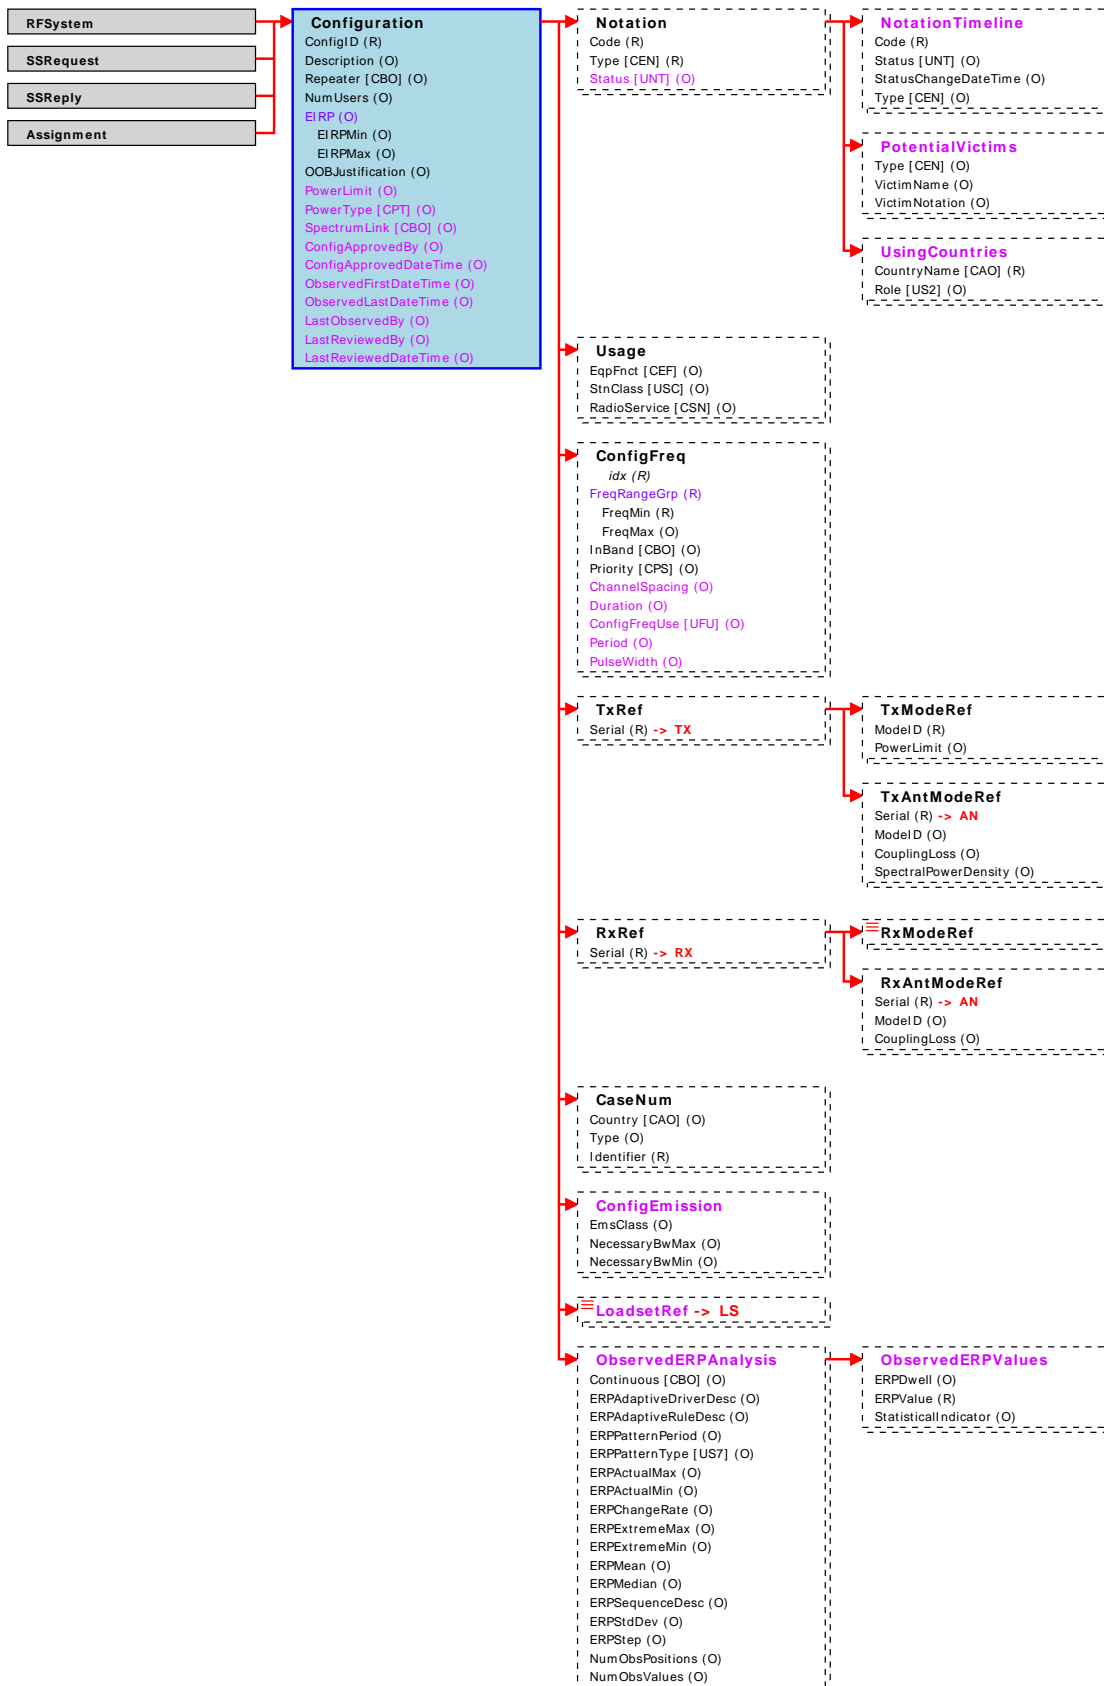 RFSystem
SSRequest
SSReply
Assignment
Configuration
ConfigID (R)
Description (O)
Repeater [CBO] (O)
NumUsers (O)
EIRP (O)
EIRPMin (O)
EIRPMax (O)
OOBJustification (O)
PowerLimit (O)
PowerType [CPT] (O)
SpectrumLink [CBO] (O)
ConfigApprovedBy (O)
ConfigApprovedDateTime (O)
ObservedFirstDateTime (O)
ObservedLastDateTime (O)
LastObservedBy (O)
LastReviewedBy (O)
LastReviewedDateTime (O)
Notation
Code (R)
Type [CEN] (R)
Status [UNT] (O)
NotationTimeline
Code (R)
Status [UNT] (O)
StatusChangeDateTime (O)
Type [CEN] (O)
PotentialVictims
Type [CEN] (O)
VictimName (O)
VictimNotation (O)
UsingCountries
CountryName [CAO] (R)
Role [US2] (O)
Usage
EqpFnct [CEF] (O)
StnClass [USC] (O)
RadioService [CSN] (O)
ConfigFreq
idx (R)
FreqRangeGrp (R)
FreqMin (R)
FreqMax (O)
InBand [CBO] (O)
Priority [CPS] (O)
ChannelSpacing (O)
Duration (O)
ConfigFreqUse [UFU] (O)
Period (O)
PulseWidth (O)
TxRef
Serial (R) -> TX
TxModeRef
ModeID (R)
PowerLimit (O)
TxAntModeRef
Serial (R) -> AN
ModeID (O)
CouplingLoss (O)
SpectralPowerDensity (O)
RxRef
Serial (R) -> RX
RxModeRef
RxAntModeRef
Serial (R) -> AN
ModeID (O)
CouplingLoss (O)
CaseNum
Country [CAO] (O)
Type (O)
Identifier (R)
ConfigEmission
EmsClass (O)
NecessaryBwMax (O)
NecessaryBwMin (O)
LoadsetRef -> LS
ObservedERPAnalysis
Continuous [CBO] (O)
ERPAdaptiveDriverDesc (O)
ERPAdaptiveRuleDesc (O)
ERPPatternPeriod (O)
ERPPatternType [US7] (O)
ERPActualMax (O)
ERPActualMin (O)
ERPChangeRate (O)
ERPExtremeMax (O)
ERPExtremeMin (O)
ERPMean (O)
ERPMedian (O)
ERPSequenceDesc (O)
ERPStdDev (O)
ERPStep (O)
NumObsPositions (O)
NumObsValues (O)
ObservedERPValues
ERPDwell (O)
ERPValue (R)
StatisticalIndicator (O)